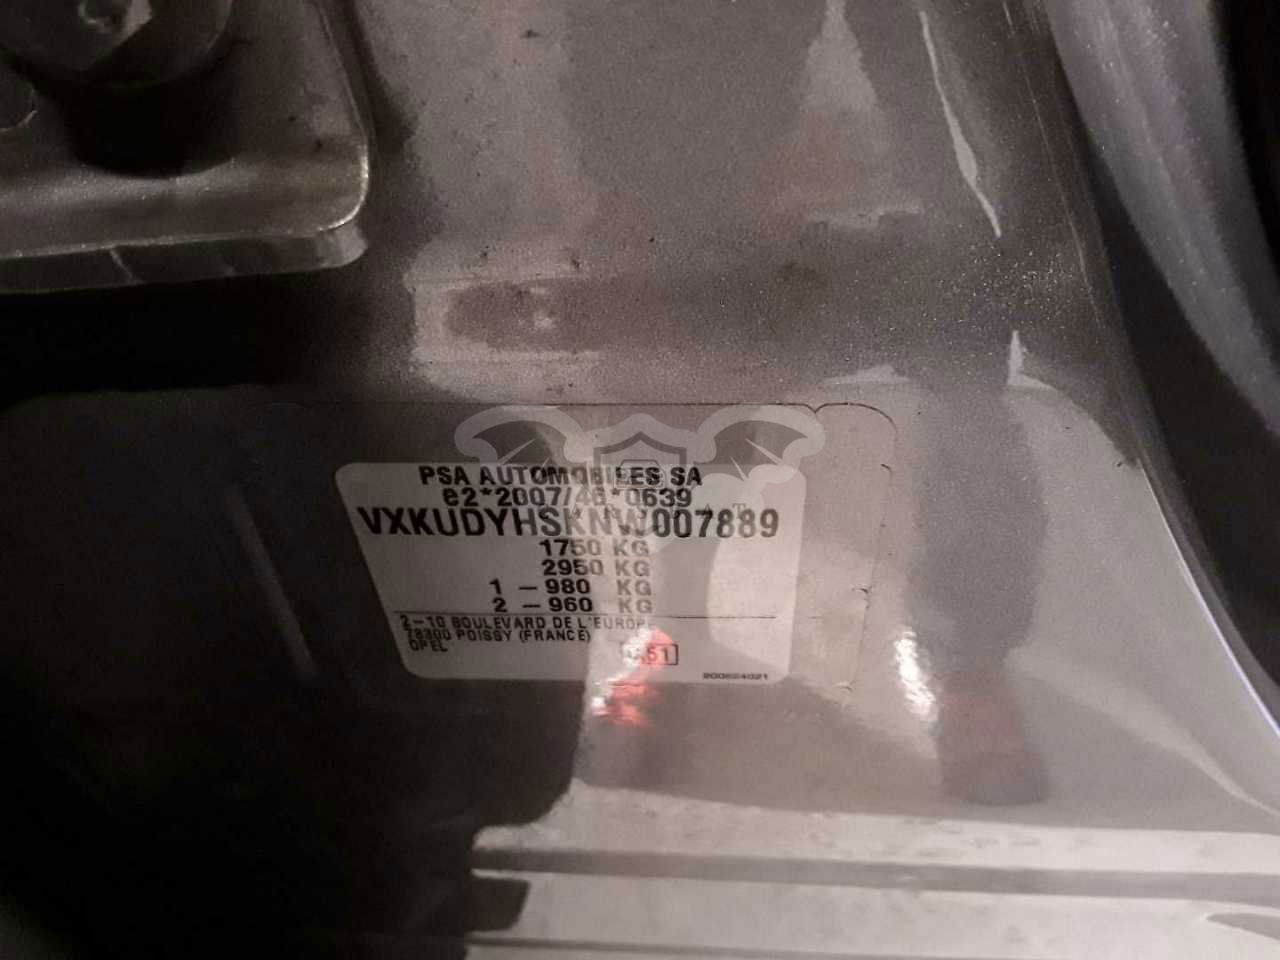 PSA AUTOMOBILES SA
e2*2007/46*0639
VXKUDYHSKNW007889
1750 KG
2950 KG
1 - 980 KG
2 - 960 KG
2-10 BOULEVARD DE L'EUROPE
78300 POISSY (FRANCE)
OPEL
200624021